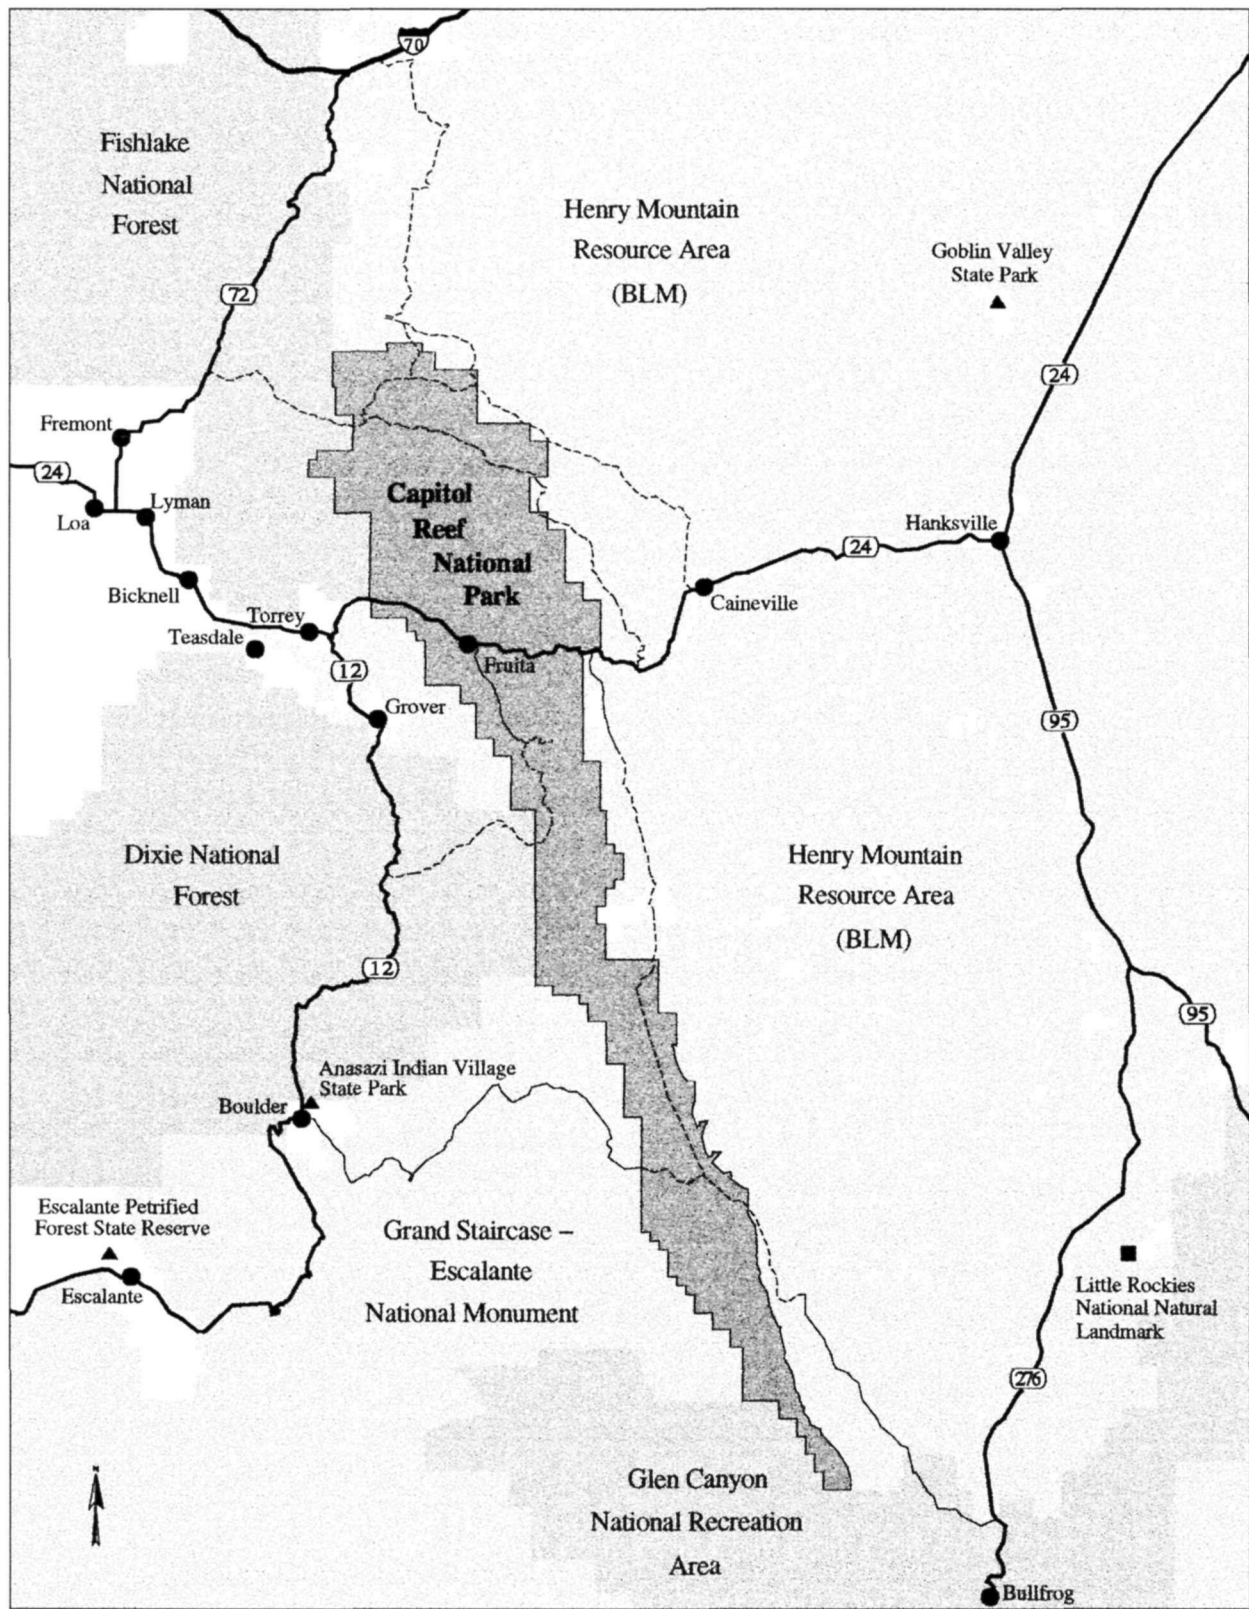 70
Fishlake
National
Forest
Henry Mountain
Resource Area
(BLM)
Goblin Valley
State Park
72
24
Fremont
24
Lyman
Loa
Capitol
Reef
National
Park
Hanksville
24
Bicknell
Caineville
Torrey
Teasdale
Fruita
12
Grover
95
Dixie National
Forest
Henry Mountain
Resource Area
(BLM)
12
95
Anasazi Indian Village
State Park
Boulder
Escalante Petrified
Forest State Reserve
Grand Staircase –
Escalante
National Monument
Escalante
Little Rockies
National Natural
Landmark
276
N
Glen Canyon
National Recreation
Area
Bullfrog